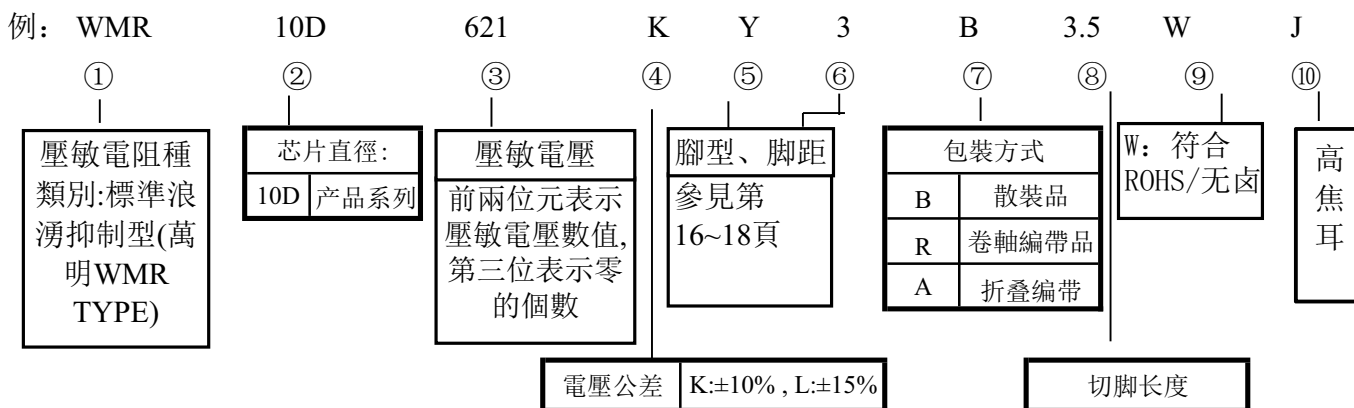 例：WMR 10D 621 K Y 3 B 3.5 W J
① ② ③ ④ ⑤ ⑥ ⑦ ⑧ ⑨ ⑩
壓敏電阻種
類別:標準浪
湧抑制型(萬
明WMR
TYPE)
芯片直徑:
10D 产品系列
壓敏電壓
前兩位元表示
壓敏電壓數值,
第三位表示零
的個數
腳型、脚距
參見第
16~18頁
包裝方式
B 散裝品
R 卷軸編帶品
A 折叠编带
W：符合
ROHS/无卤
高
焦
耳
電壓公差 K:±10% , L:±15%
切脚长度